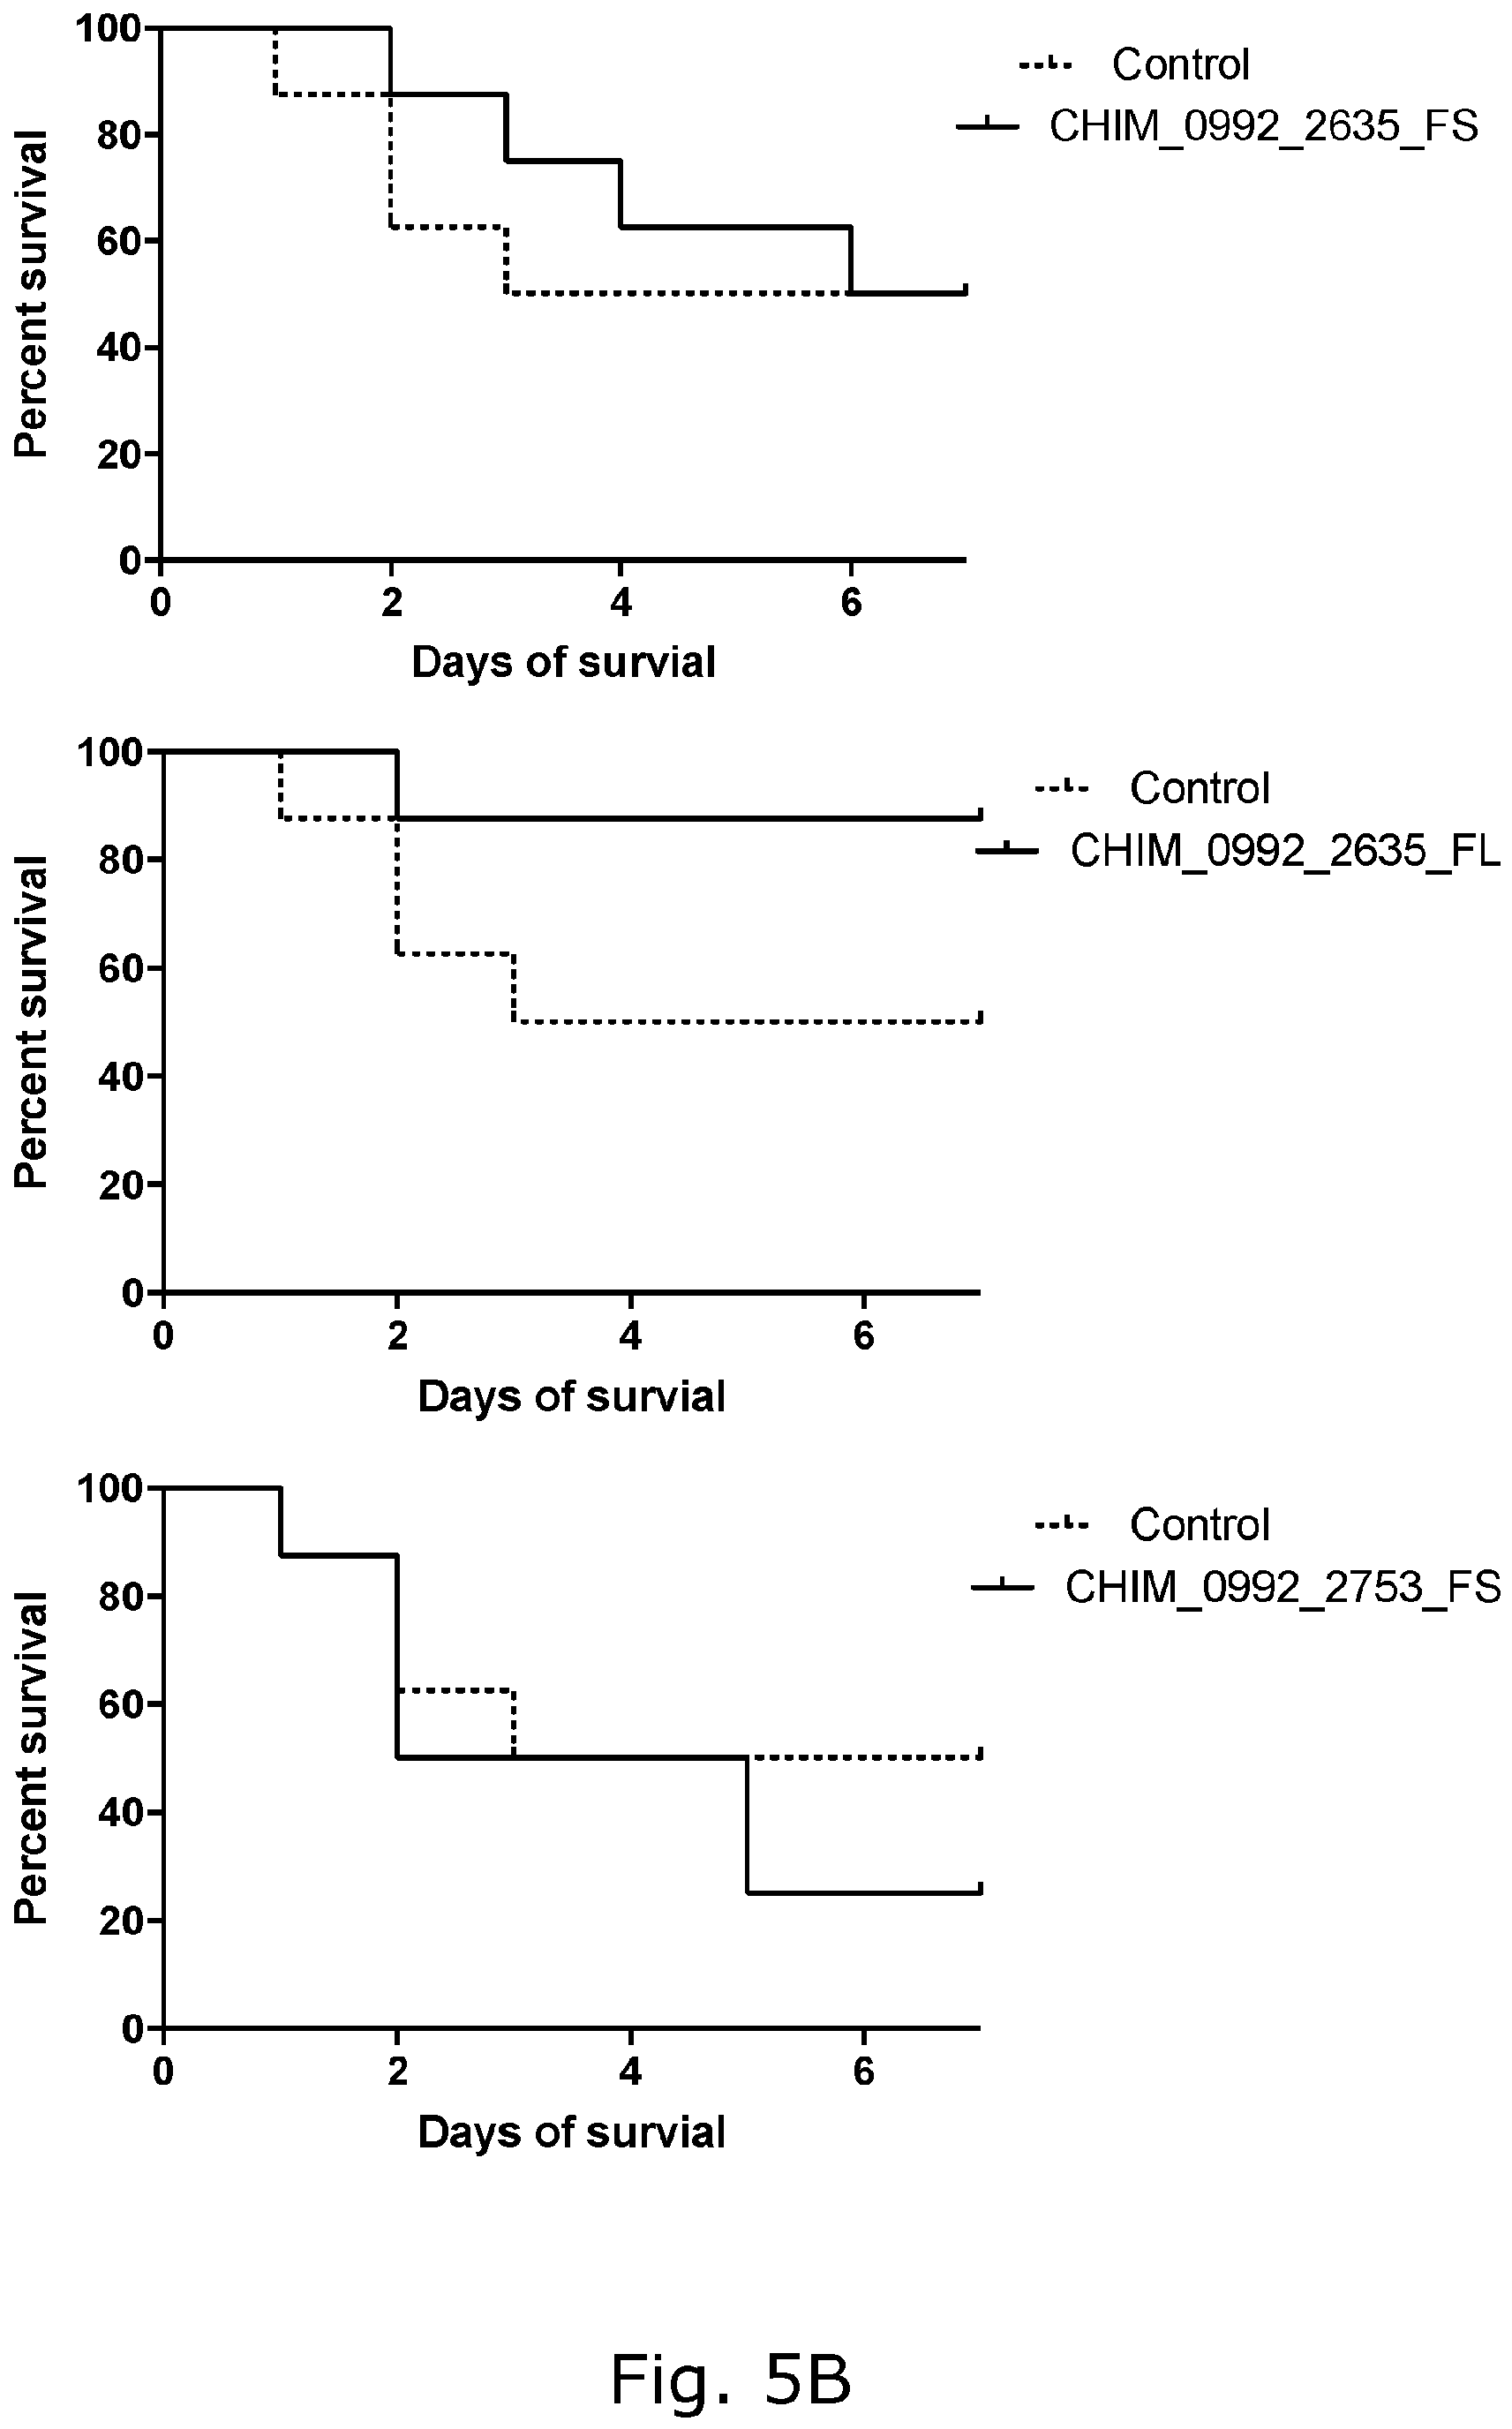 Percent survival
100
80
60
40
20
0
0 2 4 6
Days of survial
Control
CHIM_0992_2635_FS
Percent survival
100
80
60
40
20
0
0 2 4 6
Days of survial
Control
CHIM_0992_2635_FL
Percent survival
100
80
60
40
20
0
0 2 4 6
Days of survial
Control
CHIM_0992_2753_FS
Fig. 5B